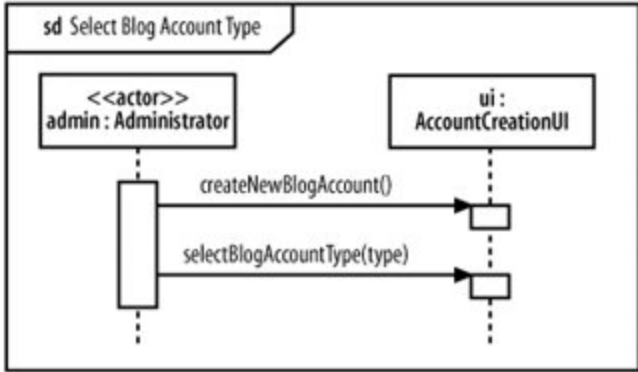 sd Select Blog Account Type
<<actor>>
admin : Administrator
ui :
AccountCreationUI
createNewBlogAccount()
selectBlogAccountType(type)